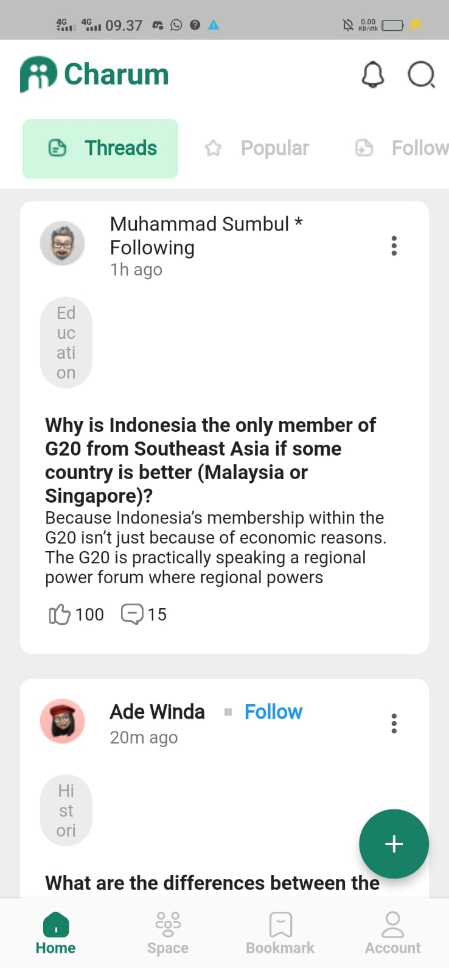 4G 4G 09.37 0.00 KB/dtk
Charum
Threads Popular Follow
Muhammad Sumbul *
Following
1h ago
Ed
uc
ati
on
Why is Indonesia the only member of
G20 from Southeast Asia if some
country is better (Malaysia or
Singapore)?
Because Indonesia's membership within the
G20 isn't just because of economic reasons.
The G20 is practically speaking a regional
power forum where regional powers
100 15
Ade Winda Follow
20m ago
Hi
st
ori
What are the differences between the
Home Space Bookmark Account